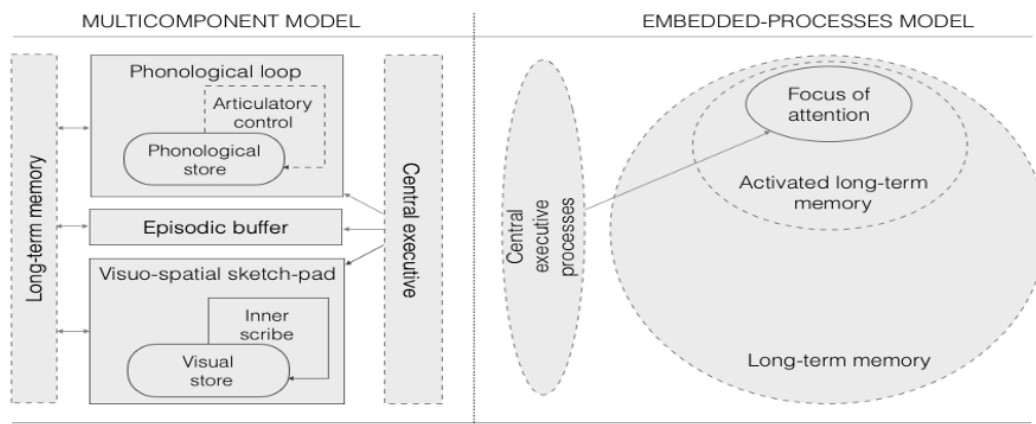 MULTICOMPONENT MODEL
Long-term memory
Phonological loop
Articulatory
control
Phonological
store
Episodic buffer
Visuo-spatial sketch-pad
Inner
scribe
Visual
store
Central executive
EMBEDDED-PROCESSES MODEL
Central
executive
processes
Focus of
attention
Activated long-term
memory
Long-term memory